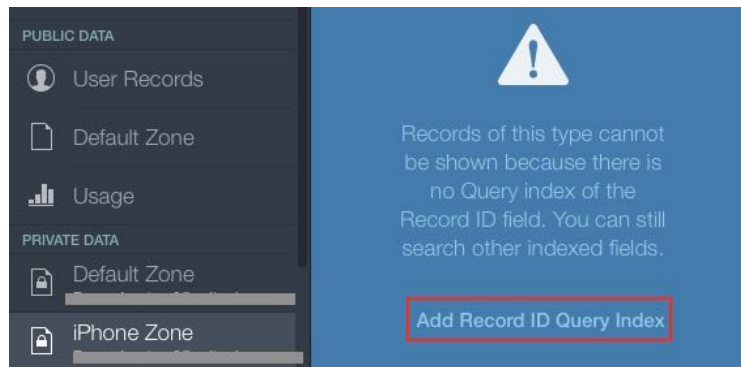 PUBLIC DATA
User Records
Default Zone
Usage
PRIVATE DATA
Default Zone
iPhone Zone
Records of this type cannot
be shown because there is
no Query index of the
Record ID field. You can still
search other indexed fields.
Add Record ID Query Index